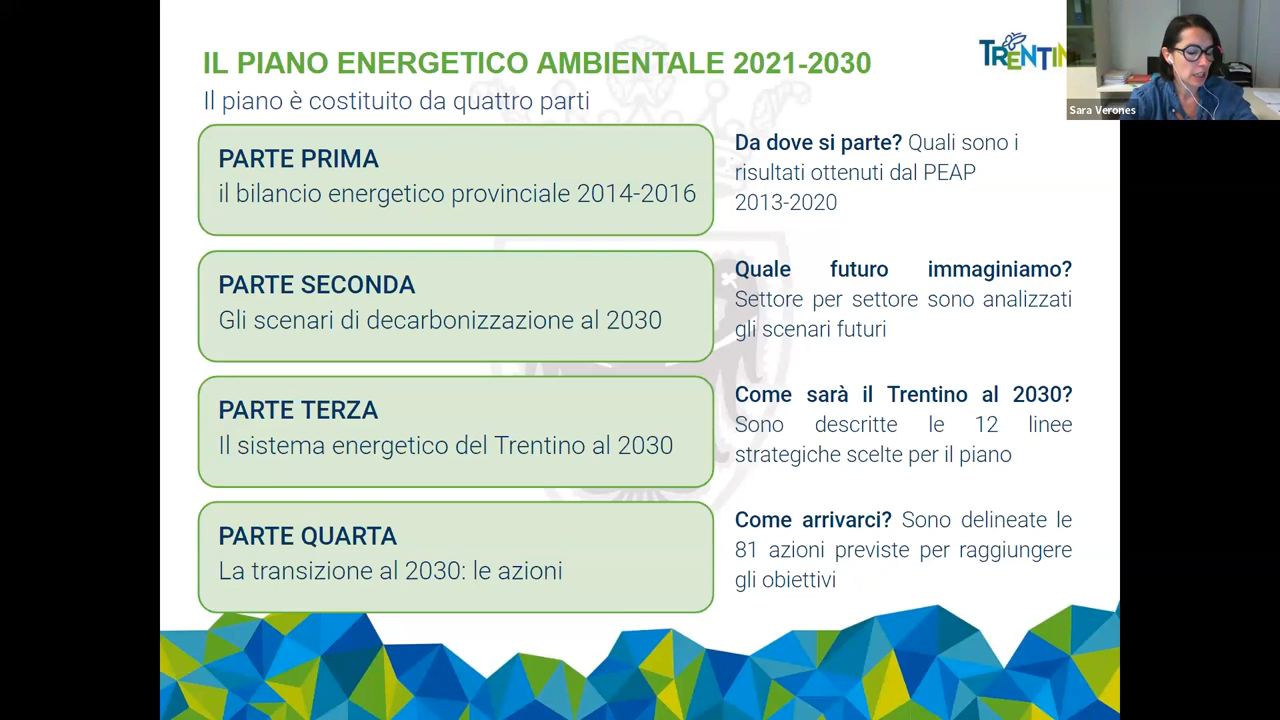 IL PIANO ENERGETICO AMBIENTALE 2021-2030
Il piano è costituito da quattro parti
TRENTIN
Sara Verones
PARTE PRIMA
il bilancio energetico provinciale 2014-2016
Da dove si parte? Quali sono i
risultati ottenuti dal PEAP
2013-2020
PARTE SECONDA
Gli scenari di decarbonizzazione al 2030
Quale futuro immaginiamo?
Settore per settore sono analizzati
gli scenari futuri
PARTE TERZA
Il sistema energetico del Trentino al 2030
Come sarà il Trentino al 2030?
Sono descritte le 12 linee
strategiche scelte per il piano
PARTE QUARTA
La transizione al 2030: le azioni
Come arrivarci? Sono delineate le
81 azioni previste per raggiungere
gli obiettivi